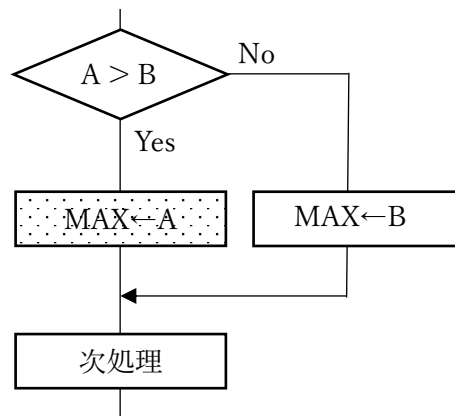 A > B
No
Yes
MAX←A
MAX←B
次処理